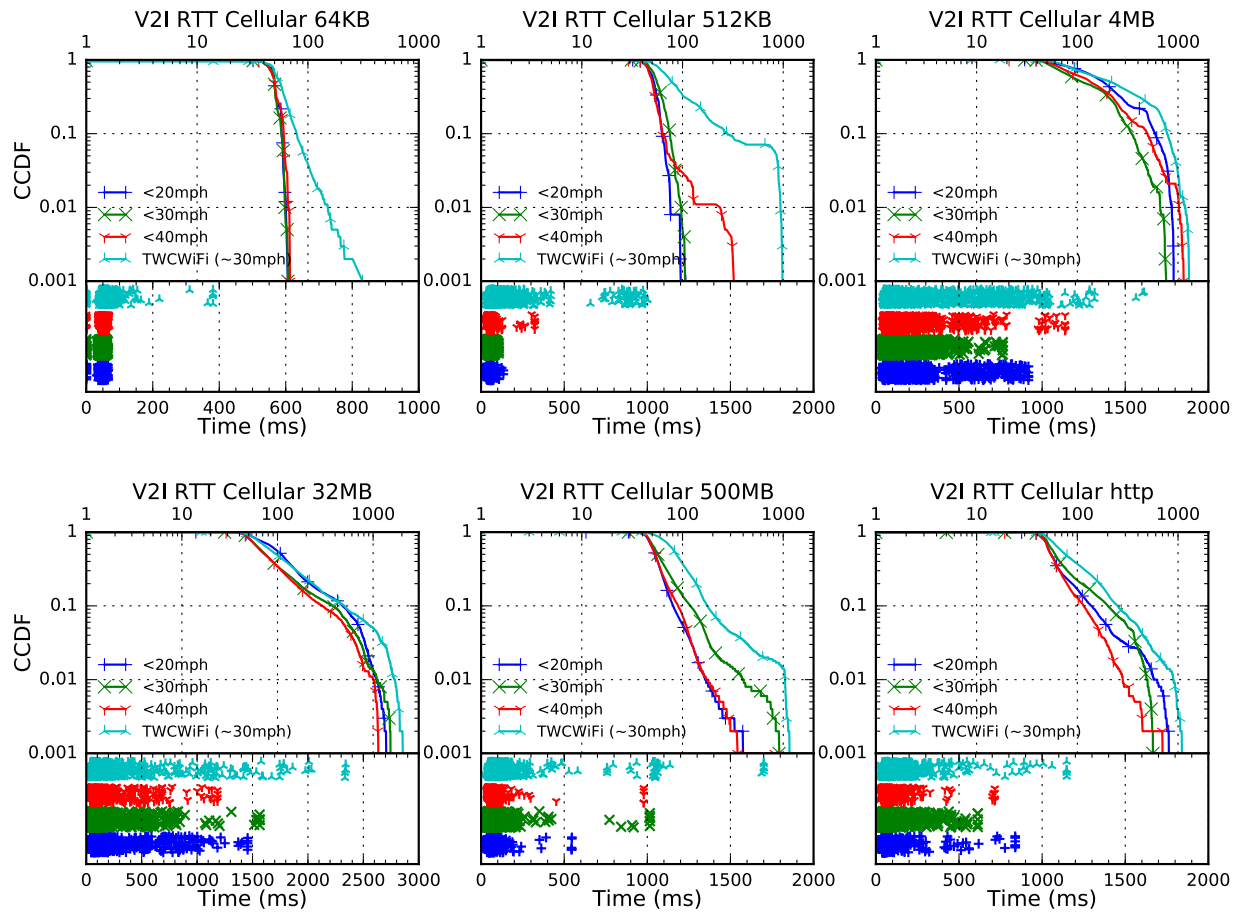 V2I RTT Cellular 64KB
1 10 100 1000
1
0.1
0.01
0.001
CCDF
<20mph
<30mph
<40mph
TWCWiFi (~30mph)
0 200 400 600 800 1000
Time (ms)
V2I RTT Cellular 512KB
1 10 100 1000
1
0.1
0.01
0.001
<20mph
<30mph
<40mph
TWCWiFi (~30mph)
0 500 1000 1500 2000
Time (ms)
V2I RTT Cellular 4MB
1 10 100 1000
1
0.1
0.01
0.001
<20mph
<30mph
<40mph
TWCWiFi (~30mph)
0 500 1000 1500 2000
Time (ms)
V2I RTT Cellular 32MB
1 10 100 1000
1
0.1
0.01
0.001
CCDF
<20mph
<30mph
<40mph
TWCWiFi (~30mph)
0 500 1000 1500 2000 2500 3000
Time (ms)
V2I RTT Cellular 500MB
1 10 100 1000
1
0.1
0.01
0.001
<20mph
<30mph
<40mph
TWCWiFi (~30mph)
0 500 1000 1500 2000
Time (ms)
V2I RTT Cellular http
1 10 100 1000
1
0.1
0.01
0.001
<20mph
<30mph
<40mph
TWCWiFi (~30mph)
0 500 1000 1500 2000
Time (ms)